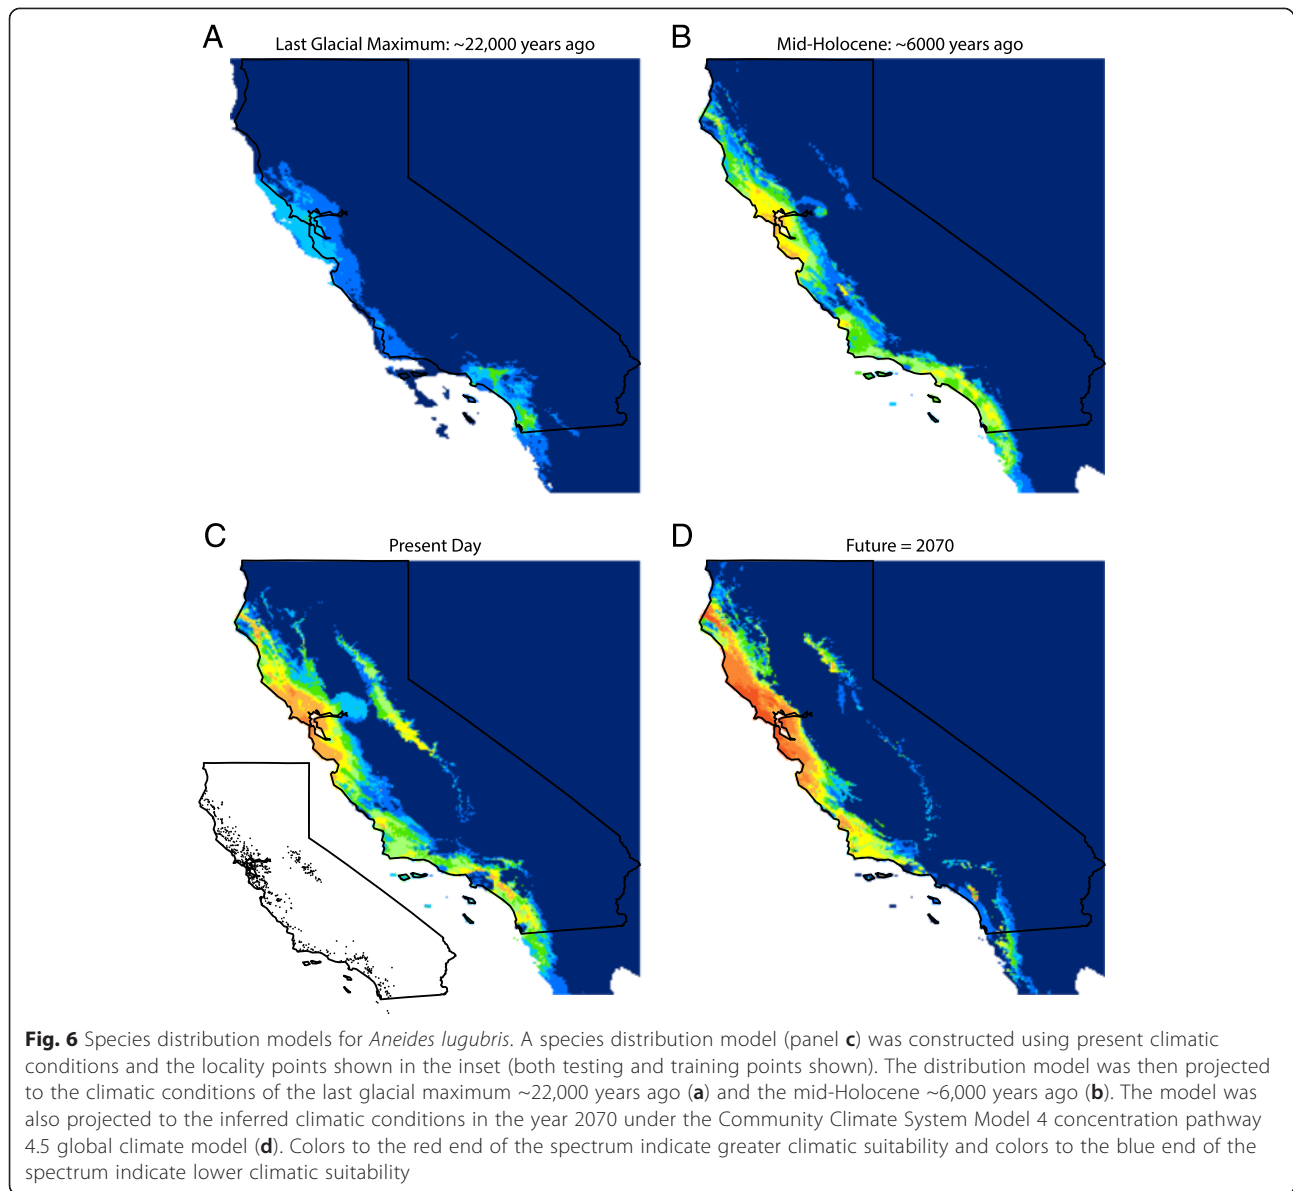 A
Last Glacial Maximum: ~22,000 years ago
B
Mid-Holocene: ~6000 years ago
C
Present Day
D
Future = 2070
Fig. 6 Species distribution models for Aneides lugubris. A species distribution model (panel c) was constructed using present climatic
conditions and the locality points shown in the inset (both testing and training points shown). The distribution model was then projected
to the climatic conditions of the last glacial maximum ~22,000 years ago (a) and the mid-Holocene ~6,000 years ago (b). The model was
also projected to the inferred climatic conditions in the year 2070 under the Community Climate System Model 4 concentration pathway
4.5 global climate model (d). Colors to the red end of the spectrum indicate greater climatic suitability and colors to the blue end of the
spectrum indicate lower climatic suitability